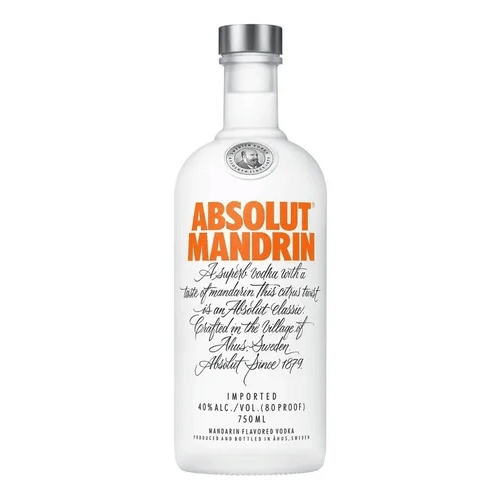 ABSOLUT
MANDRIN
A superb vodka with a
taste of mandarin. This citrus twist
is an Absolut classic.
Crafted in the village of
Åhus, Sweden.
Absolut Since 1879.
IMPORTED
40% ALC./VOL. (80 PROOF)
750ML
MANDARIN FLAVORED VODKA
PRODUCED AND BOTTLED IN ÅHUS, SWEDEN